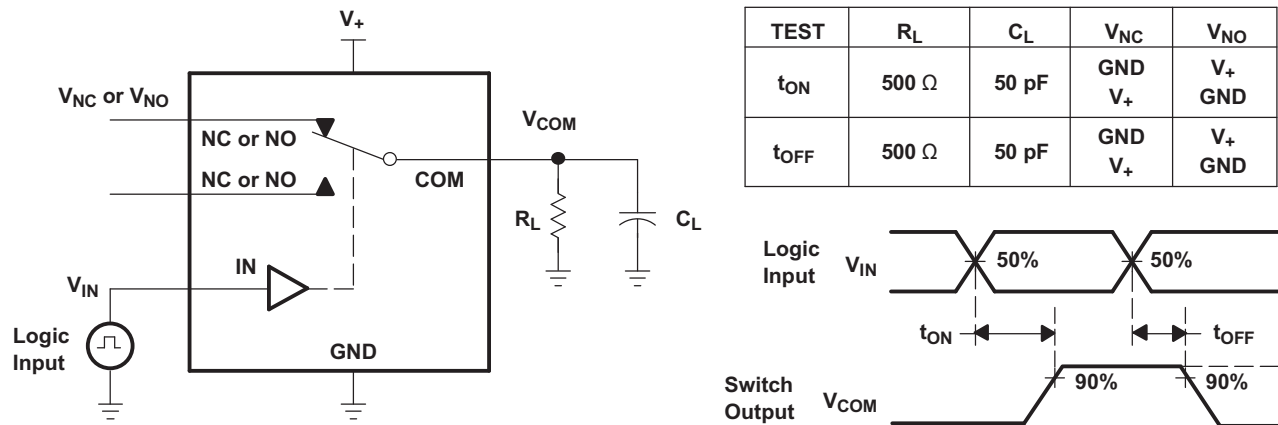 V+
VNC or VNO
NC or NO
VCOM
NC or NO
COM
RL
CL
IN
VIN
Logic
Input
GND
TEST RL CL VNC VNO
tON 500 Ω 50 pF GND V+
V+ GND
tOFF 500 Ω 50 pF GND V+
V+ GND
Logic
Input
VIN
50% 50%
tON tOFF
Switch
Output
VCOM
90% 90%